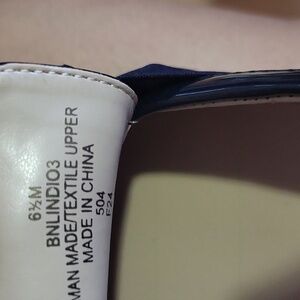 6½M
BNLINDIO3
MAN MADE/TEXTILE UPPER
MADE IN CHINA
504
F24